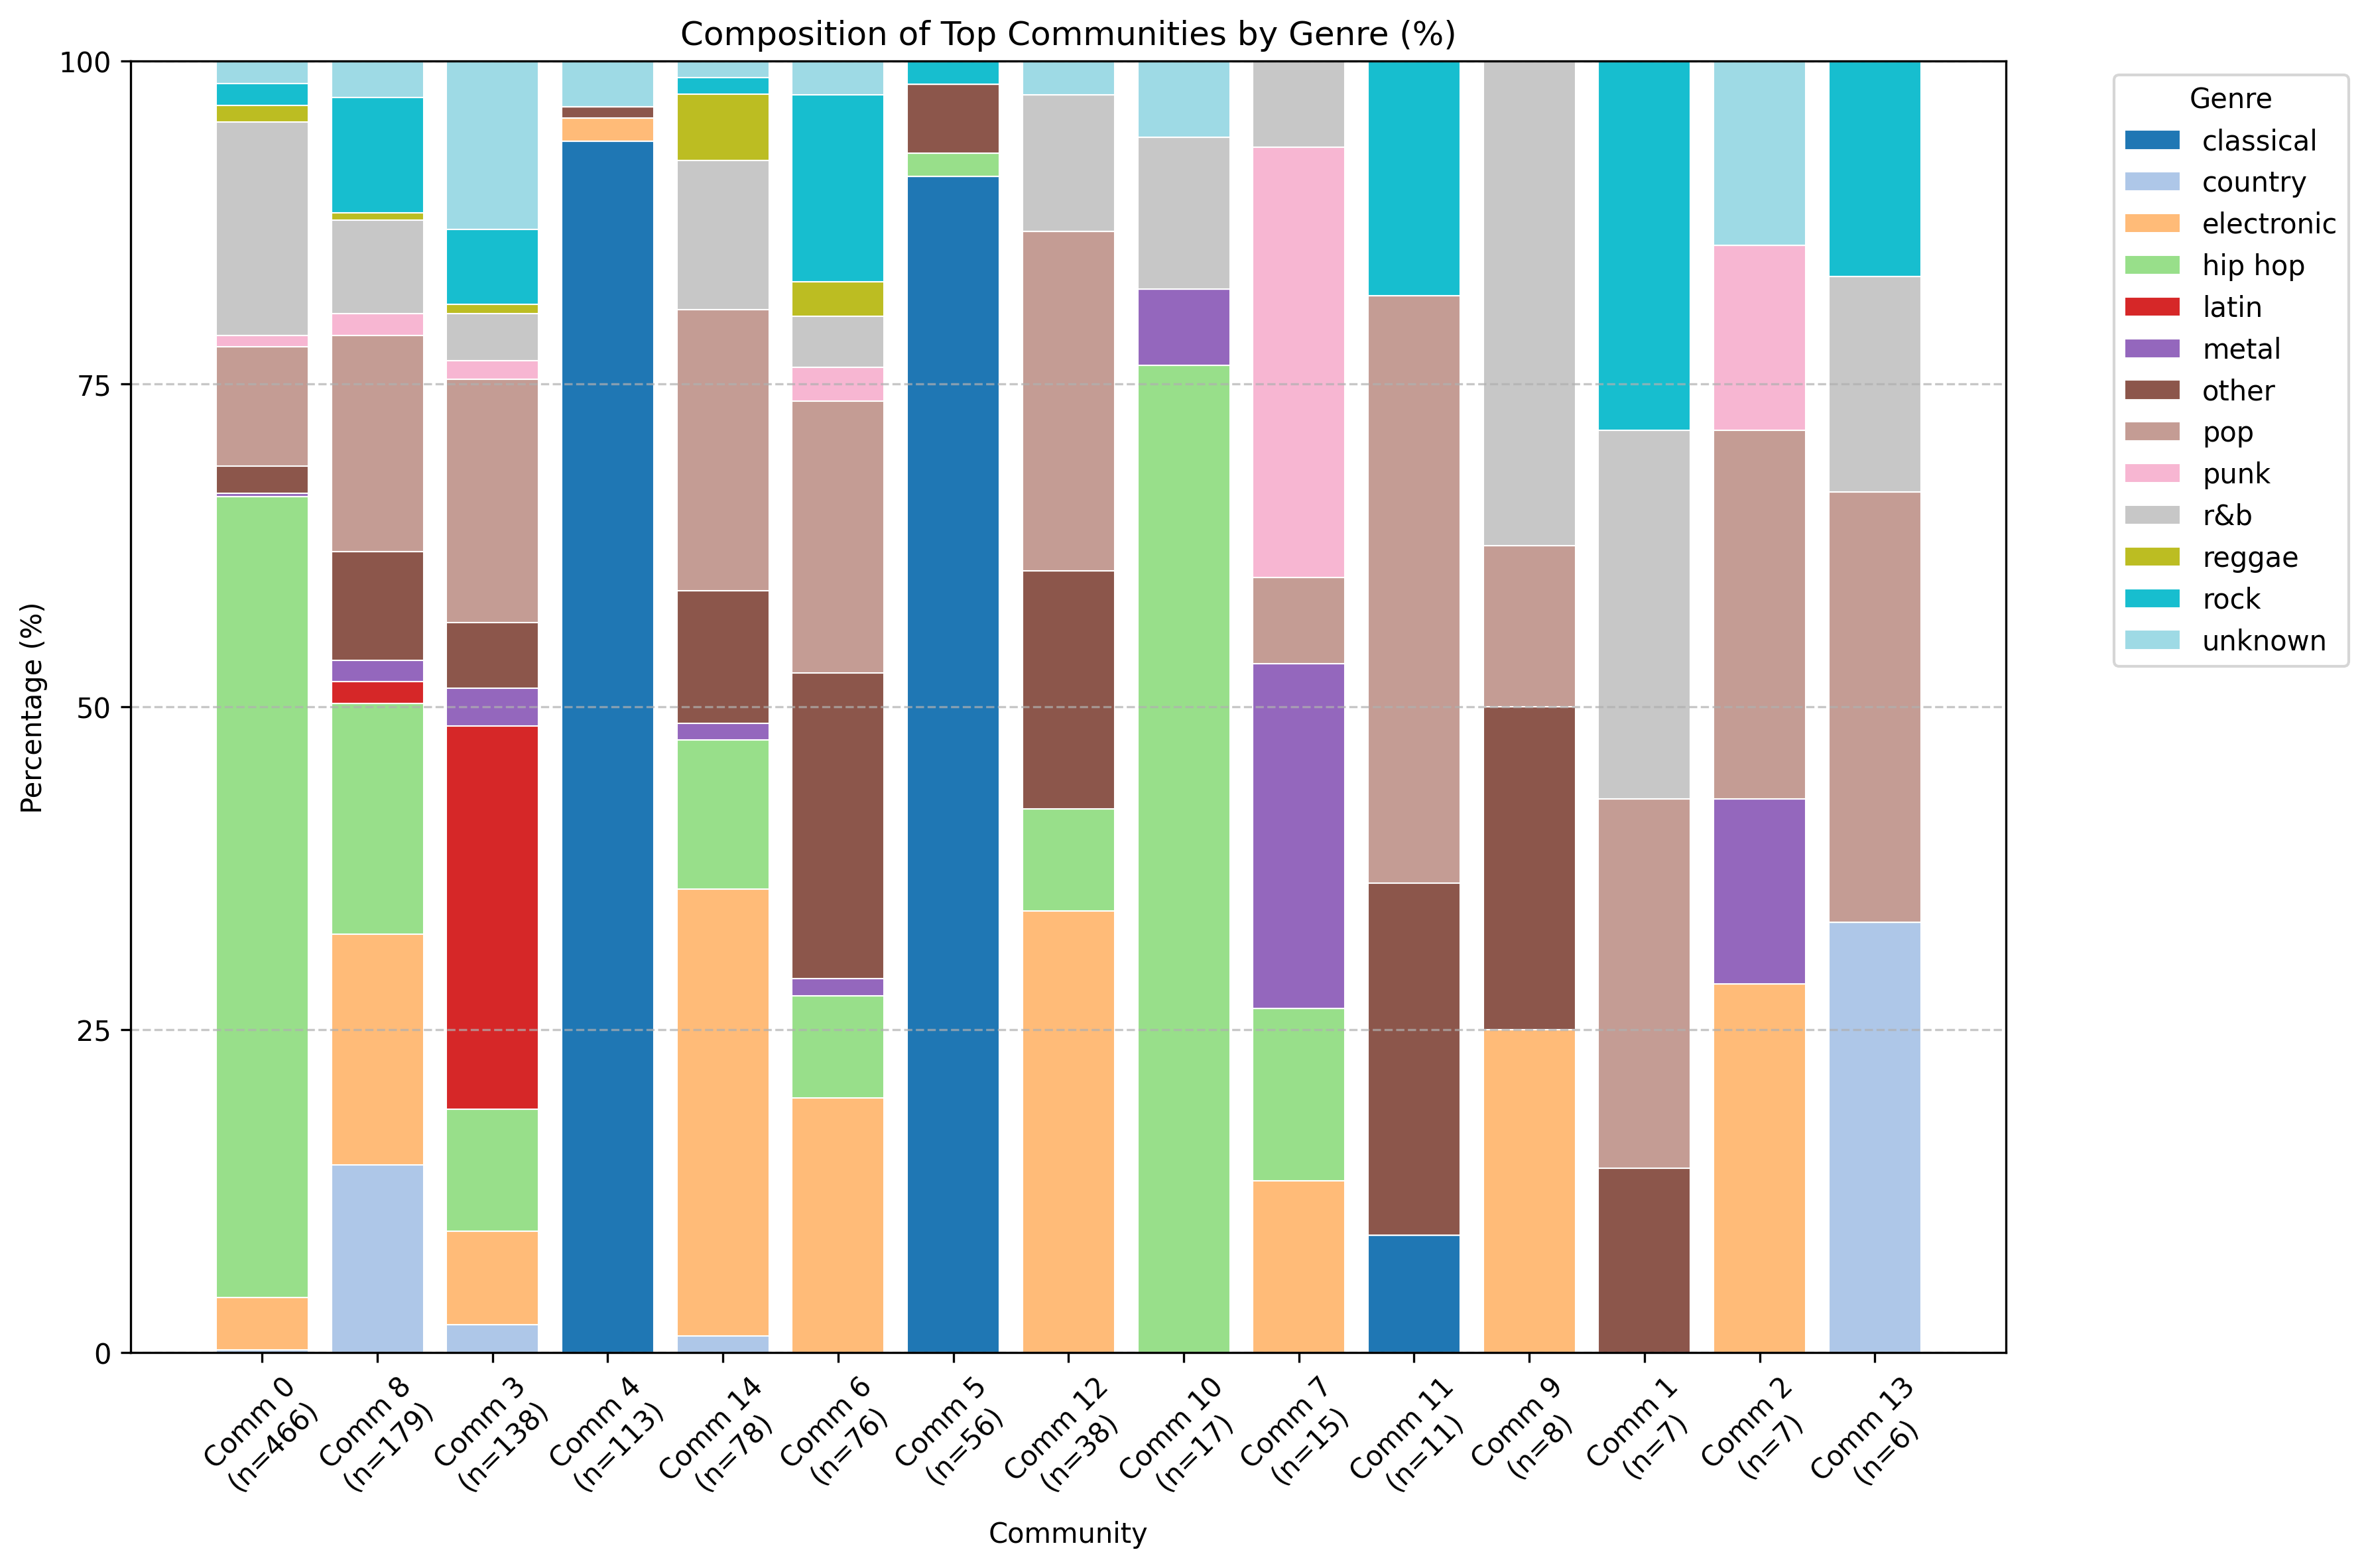 Composition of Top Communities by Genre (%)
Percentage (%)
100
75
50
25
0
Comm 0
(n=466)
Comm 8
(n=179)
Comm 3
(n=138)
Comm 4
(n=113)
Comm 14
(n=78)
Comm 6
(n=76)
Comm 5
(n=56)
Comm 12
(n=38)
Comm 10
(n=17)
Comm 7
(n=15)
Comm 11
(n=11)
Comm 9
(n=8)
Comm 1
(n=7)
Comm 2
(n=7)
Comm 13
(n=6)
Community
Genre
classical
country
electronic
hip hop
latin
metal
other
pop
punk
r&b
reggae
rock
unknown